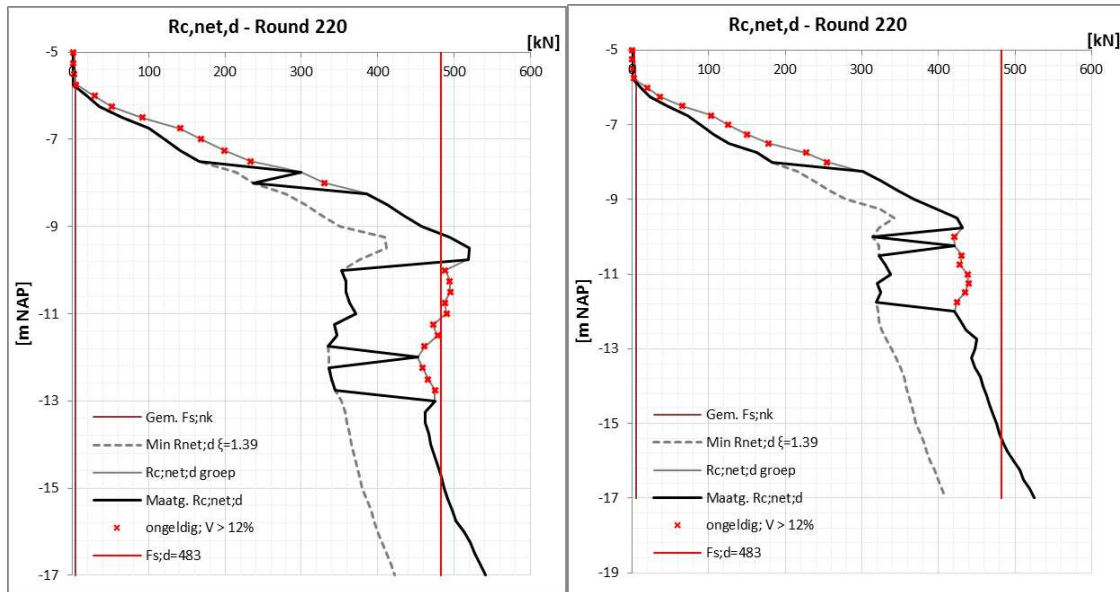 Rc,net,d - Round 220
[kN]
0 100 200 300 400 500 600
-5
-7
-9
-11
-13
-15
-17
[m NAP]
Gem. Fs;nk
Min Rnet;d ξ=1.39
Rc;net;d groep
Maatg. Rc;net;d
ongeldig; V > 12%
Fs;d=483
Rc,net,d - Round 220
[kN]
0 100 200 300 400 500 600
-5
-7
-9
-11
-13
-15
-17
-19
[m NAP]
Gem. Fs;nk
Min Rnet;d ξ=1.39
Rc;net;d groep
Maatg. Rc;net;d
ongeldig; V > 12%
Fs;d=483